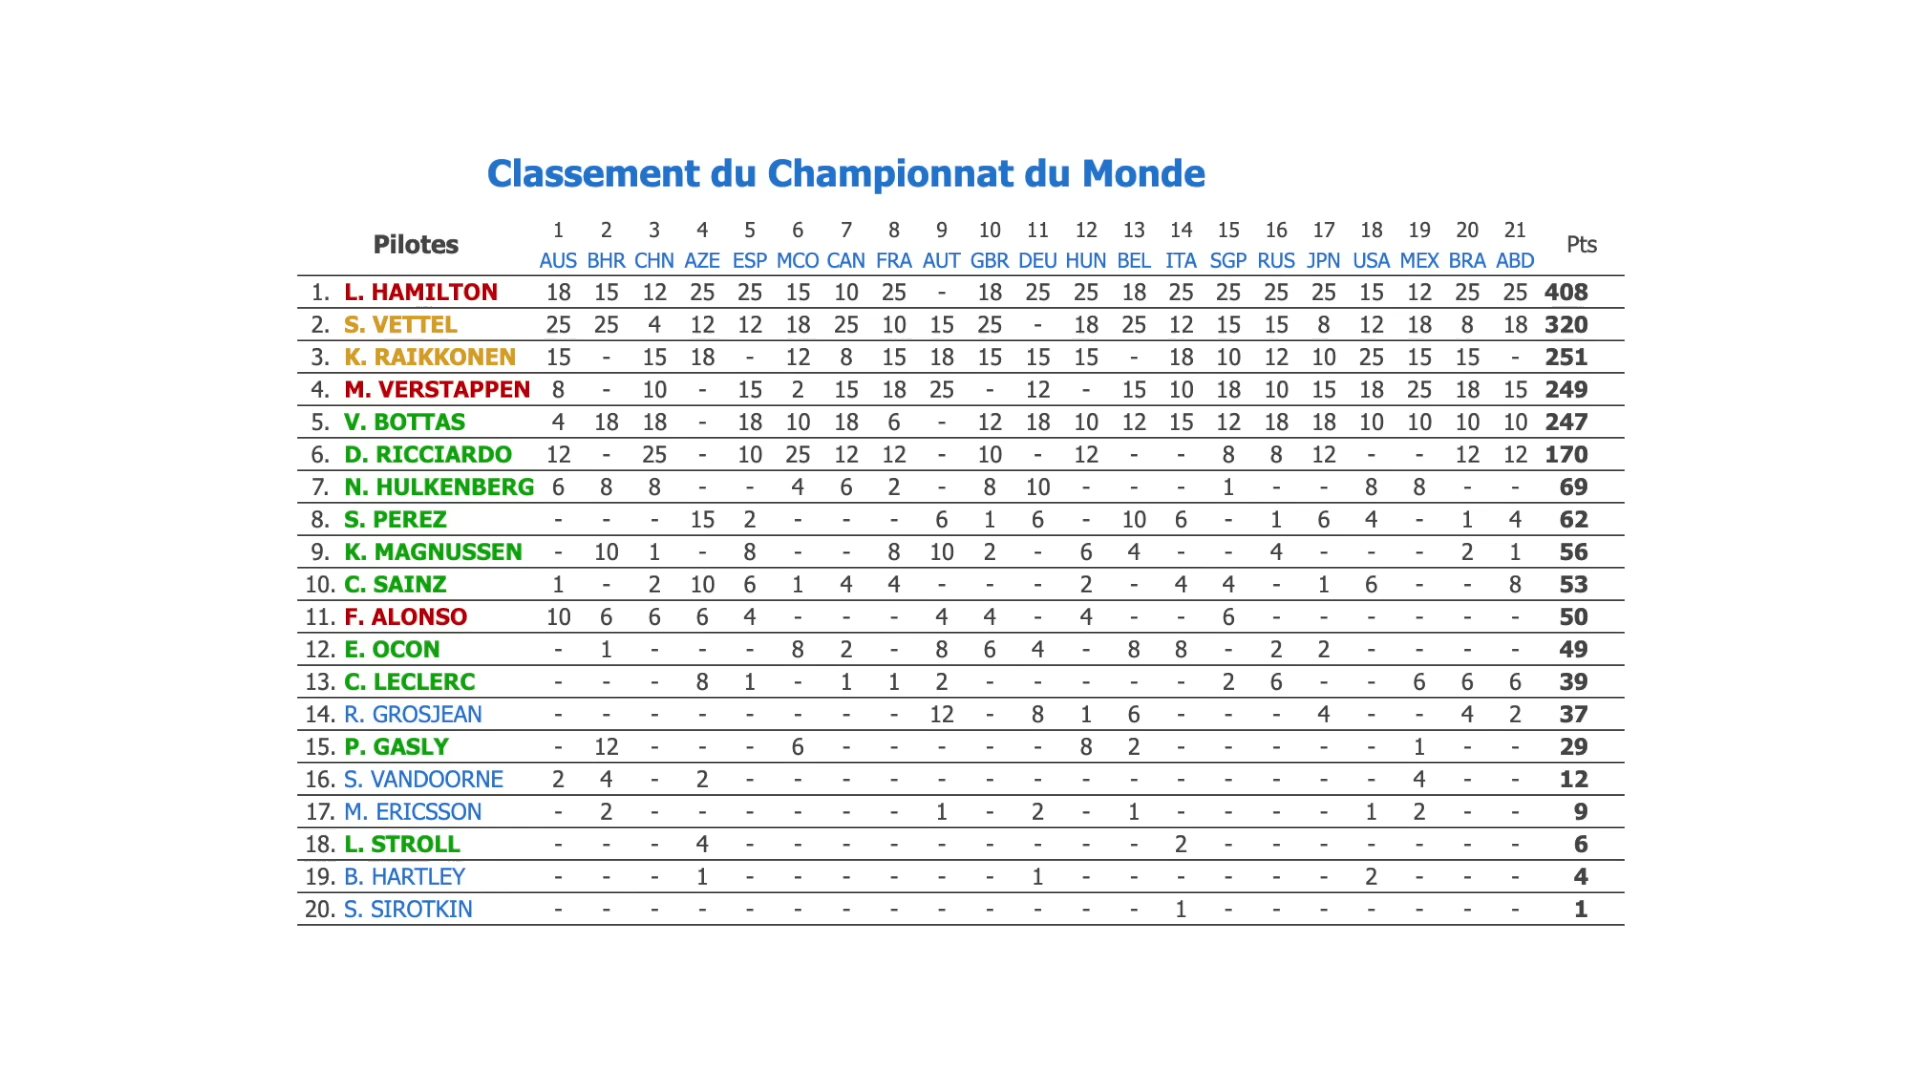 Classement du Championnat du Monde
Pilotes 1 2 3 4 5 6 7 8 9 10 11 12 13 14 15 16 17 18 19 20 21 Pts
AUS BHR CHN AZE ESP MCO CAN FRA AUT GBR DEU HUN BEL ITA SGP RUS JPN USA MEX BRA ABD
1. L. HAMILTON 18 15 12 25 25 15 10 25 - 18 25 25 18 25 25 25 25 15 12 25 25 408
2. S. VETTEL 25 25 4 12 12 18 25 10 15 25 - 18 25 12 15 15 8 12 18 8 18 320
3. K. RAIKKONEN 15 - 15 18 - 12 8 15 18 15 15 15 - 18 10 12 10 25 15 15 - 251
4. M. VERSTAPPEN 8 - 10 - 15 2 15 18 25 - 12 - 15 10 18 10 15 18 25 18 15 249
5. V. BOTTAS 4 18 18 - 18 10 18 6 - 12 18 10 12 15 12 18 18 10 10 10 10 247
6. D. RICCIARDO 12 - 25 - 10 25 12 12 - 10 - 12 - - 8 8 12 - - 12 12 170
7. N. HULKENBERG 6 8 8 - - 4 6 2 - 8 10 - - - 1 - - 8 8 - - 69
8. S. PEREZ - - - 15 2 - - - 6 1 6 - 10 6 - 1 6 4 - 1 4 62
9. K. MAGNUSSEN - 10 1 - 8 - - 8 10 2 - 6 4 - - 4 - - - 2 1 56
10. C. SAINZ 1 - 2 10 6 1 4 4 - - - 2 - 4 4 - 1 6 - - 8 53
11. F. ALONSO 10 6 6 6 4 - - - 4 4 - 4 - - 6 - - - - - - 50
12. E. OCON - 1 - - - 8 2 - 8 6 4 - 8 8 - 2 2 - - - - 49
13. C. LECLERC - - - 8 1 - 1 1 2 - - - - - 2 6 - - 6 6 6 39
14. R. GROSJEAN - - - - - - - - 12 - 8 1 6 - - - 4 - - 4 2 37
15. P. GASLY - 12 - - - 6 - - - - - 8 2 - - - - - 1 - - 29
16. S. VANDOORNE 2 4 - 2 - - - - - - - - - - - - - - 4 - - 12
17. M. ERICSSON - 2 - - - - - - 1 - 2 - 1 - - - - 1 2 - - 9
18. L. STROLL - - - 4 - - - - - - - - - 2 - - - - - - - 6
19. B. HARTLEY - - - 1 - - - - - - 1 - - - - - - 2 - - - 4
20. S. SIROTKIN - - - - - - - - - - - - - 1 - - - - - - - 1